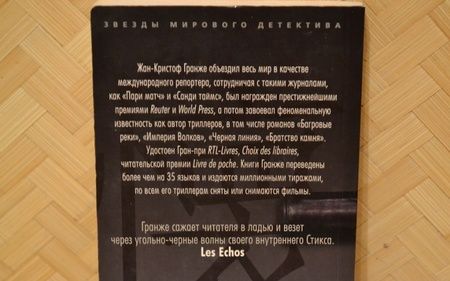 ЗВЕЗДЫ МИРОВОГО ДЕТЕКТИВА
Жан-Кристоф Гранже объездил весь мир в качестве
международного репортера, сотрудничая с такими журналами,
как «Пари матч» и «Санди таймс», был награжден престижнейшими
премиями Reuter и World Press, а потом завоевал феноменальную
известность как автор триллеров, в том числе романов «Багровые
реки», «Империя Волков», «Черная линия», «Братство камня».
Удостоен Гран-при RTL-Livres, Choix des libraires,
читательской премии Livre de poche. Книги Гранже переведены
более чем на 35 языков и издаются миллионными тиражами,
по всем его триллерам сняты или снимаются фильмы.
Гранже сажает читателя в ладью и везет
через угольно-черные волны своего внутреннего Стикса.
Les Echos